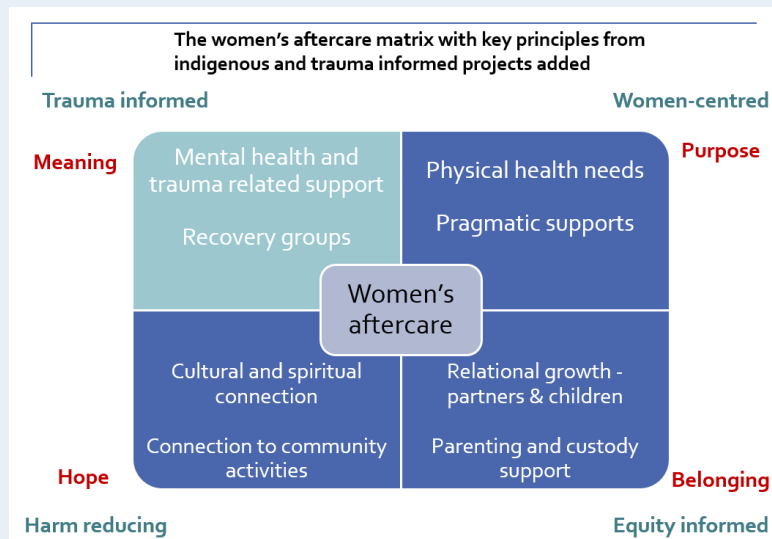 The women's aftercare matrix with key principles from
indigenous and trauma informed projects added
Trauma informed
Women-centred
Meaning
Purpose
Mental health and
trauma related support
Recovery groups
Physical health needs
Pragmatic supports
Women's
aftercare
Cultural and spiritual
connection
Connection to community
activities
Relational growth -
partners & children
Parenting and custody
support
Hope
Belonging
Harm reducing
Equity informed